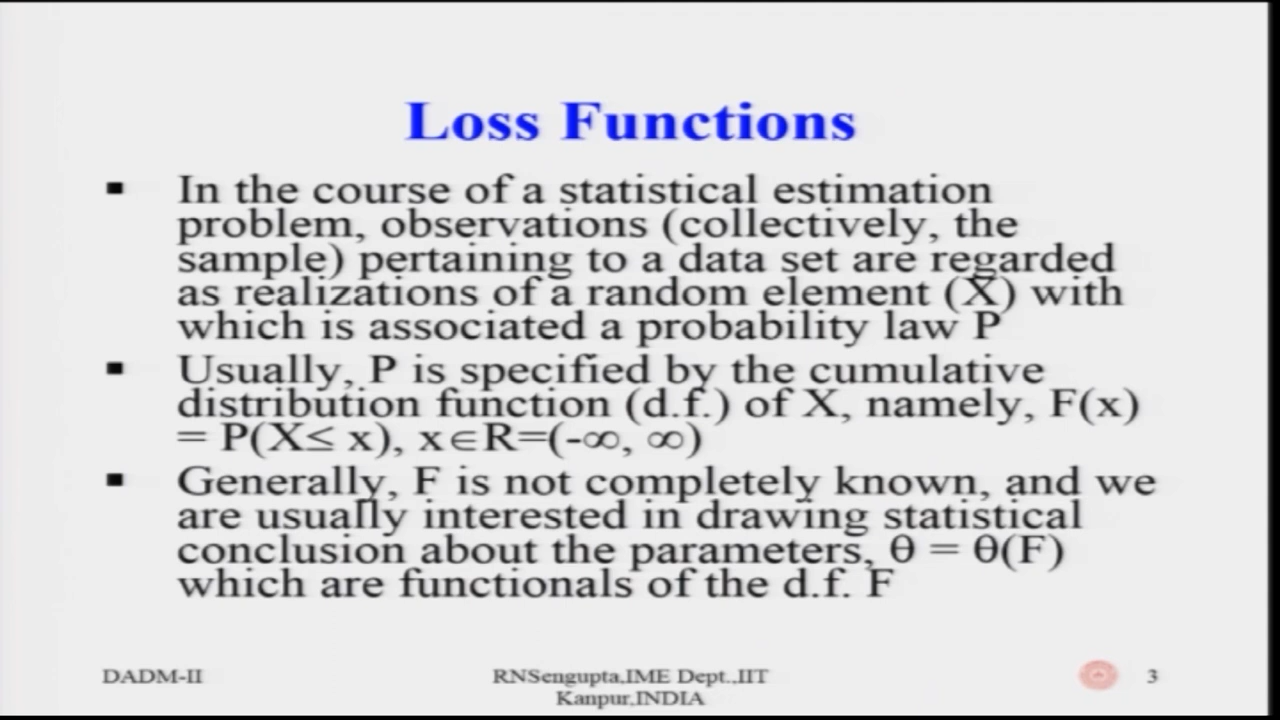 Loss Functions
▪ In the course of a statistical estimation
problem, observations (collectively, the
sample) pertaining to a data set are regarded
as realizations of a random element (X) with
which is associated a probability law P
▪ Usually, P is specified by the cumulative
distribution function (d.f.) of X, namely, F(x)
= P(X≤ x), x∈R=(-∞, ∞)
▪ Generally, F is not completely known, and we
are usually interested in drawing statistical
conclusion about the parameters, θ = θ(F)
which are functionals of the d.f. F
DADM-II
RNSengupta,IME Dept.,IIT
Kanpur,INDIA
3